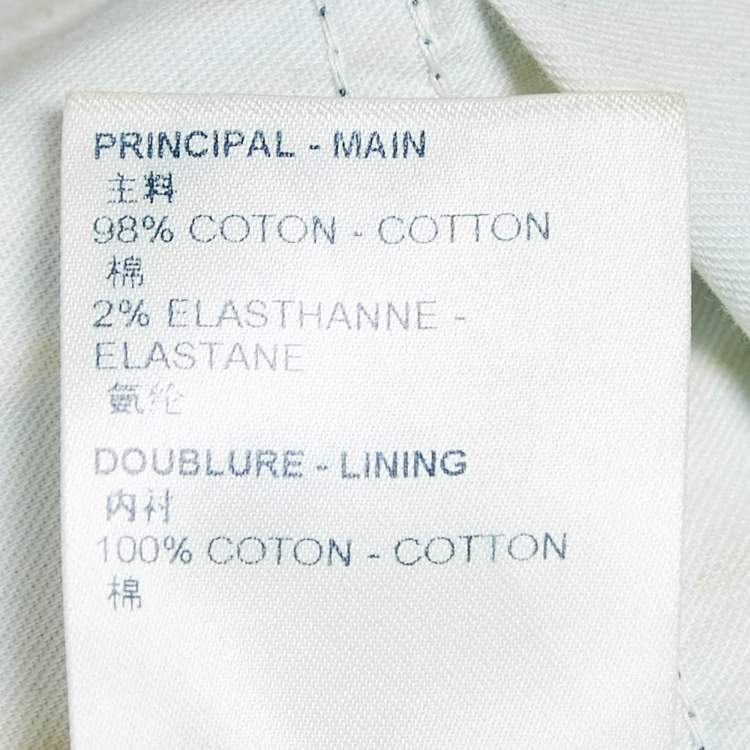 PRINCIPAL - MAIN
主料
98% COTON - COTTON
棉
2% ELASTHANNE -
ELASTANE
氨纶
DOUBLURE - LINING
内衬
100% COTON - COTTON
棉